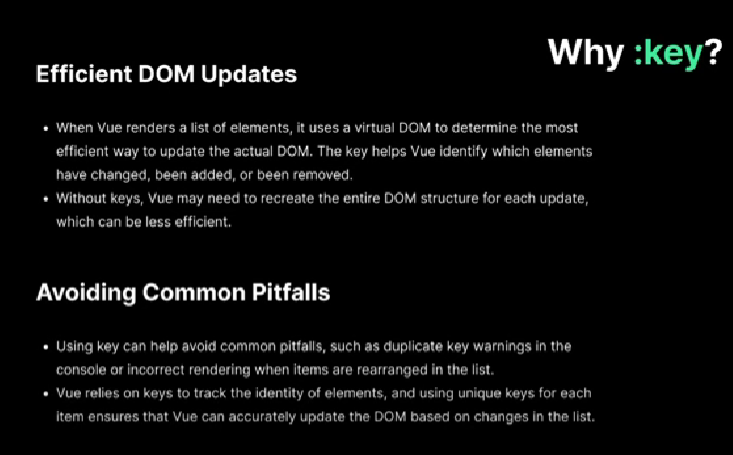 Why :key?
Efficient DOM Updates
• When Vue renders a list of elements, it uses a virtual DOM to determine the most
efficient way to update the actual DOM. The key helps Vue identify which elements
have changed, been added, or been removed.
• Without keys, Vue may need to recreate the entire DOM structure for each update,
which can be less efficient.
Avoiding Common Pitfalls
• Using key can help avoid common pitfalls, such as duplicate key warnings in the
console or incorrect rendering when items are rearranged in the list.
• Vue relies on keys to track the identity of elements, and using unique keys for each
item ensures that Vue can accurately update the DOM based on changes in the list.